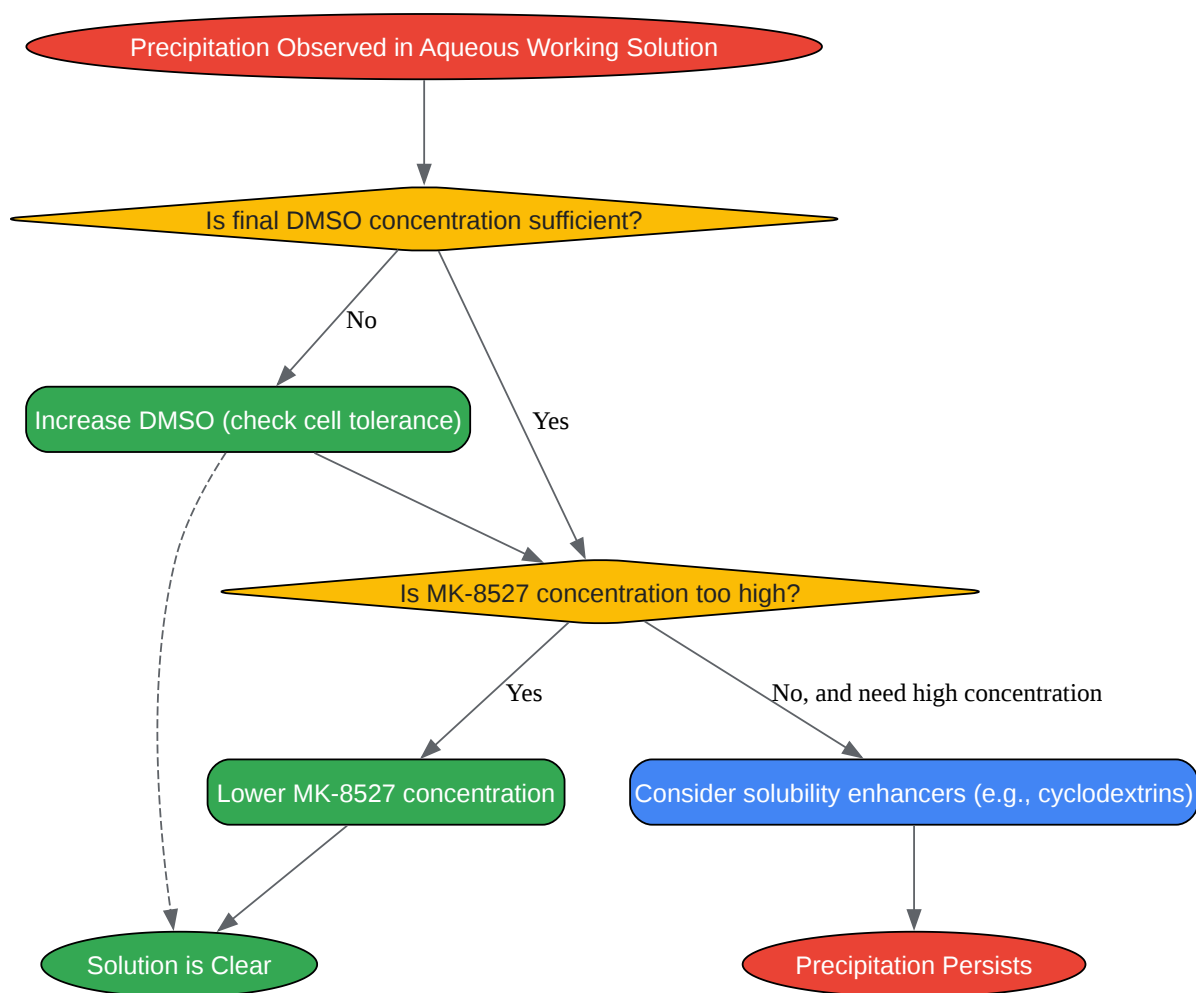 Precipitation Observed in Aqueous Working Solution
Is final DMSO concentration sufficient?
No
Increase DMSO (check cell tolerance)
Yes
Is MK-8527 concentration too high?
Yes
No, and need high concentration
Lower MK-8527 concentration
Consider solubility enhancers (e.g., cyclodextrins)
Solution is Clear
Precipitation Persists